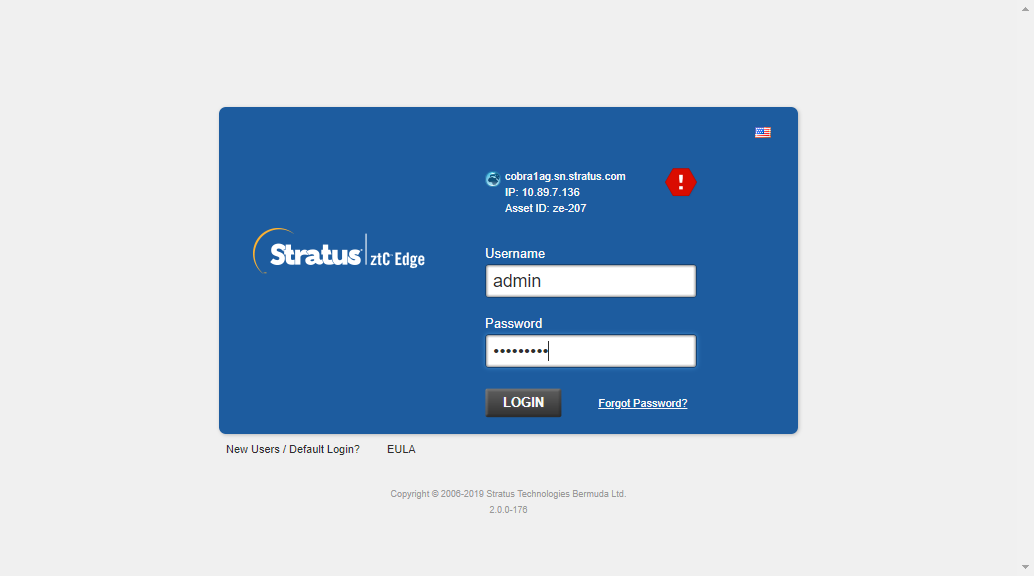 cobra1ag.sn.stratus.com
IP: 10.89.7.136
Asset ID: ze-207
!
Stratus ztC Edge
Username
admin
Password
•••••••••
LOGIN Forgot Password?
New Users / Default Login? EULA
Copyright © 2006-2019 Stratus Technologies Bermuda Ltd.
2.0.0-176